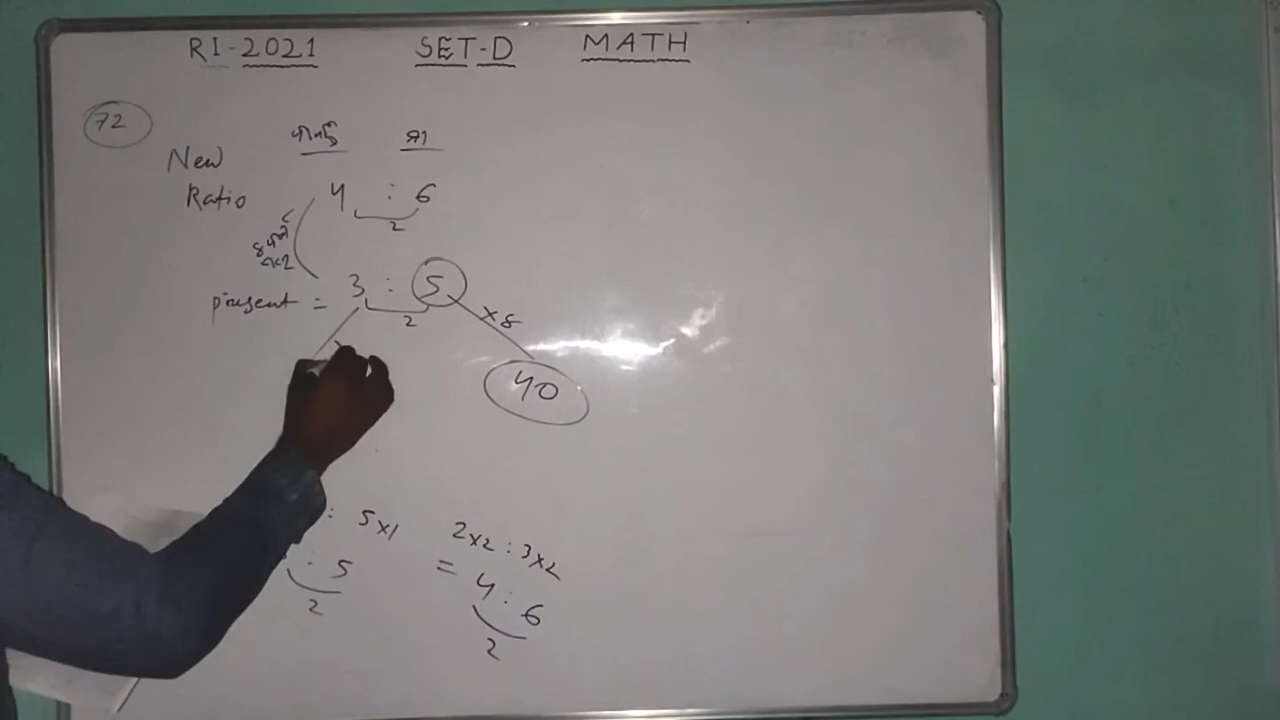 RI-2021 SET-D MATH
72
New
Ratio 4 : 6
2
present = 3 : 5
2
×8
40
: 5×1 2×2 : 3×2
: 5 = 4 : 6
2 2